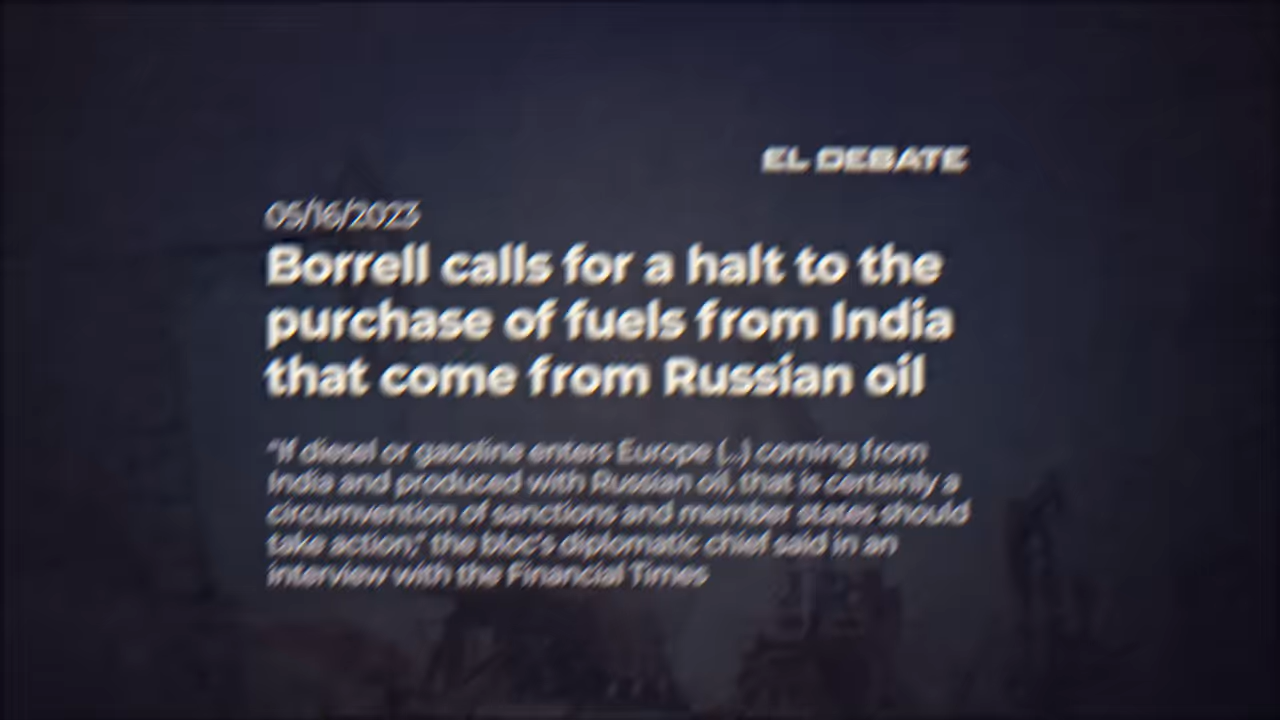 EL DEBATE
05/16/2023
Borrell calls for a halt to the
purchase of fuels from India
that come from Russian oil
"If diesel or gasoline enters Europe (...) coming from
India and produced with Russian oil, that is certainly a
circumvention of sanctions and member states should
take action," the bloc's diplomatic chief said in an
interview with the Financial Times